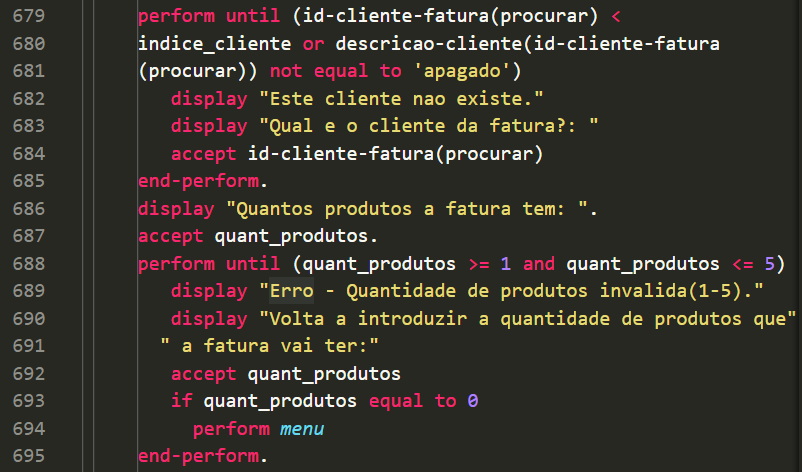 679 perform until (id-cliente-fatura(procurar) <
680 indice_cliente or descricao-cliente(id-cliente-fatura
681 (procurar)) not equal to 'apagado')
682 display "Este cliente nao existe."
683 display "Qual e o cliente da fatura?: "
684 accept id-cliente-fatura(procurar)
685 end-perform.
686 display "Quantos produtos a fatura tem: ".
687 accept quant_produtos.
688 perform until (quant_produtos >= 1 and quant_produtos <= 5)
689 display "Erro - Quantidade de produtos invalida(1-5)."
690 display "Volta a introduzir a quantidade de produtos que"
691 " a fatura vai ter:"
692 accept quant_produtos
693 if quant_produtos equal to 0
694 perform menu
695 end-perform.